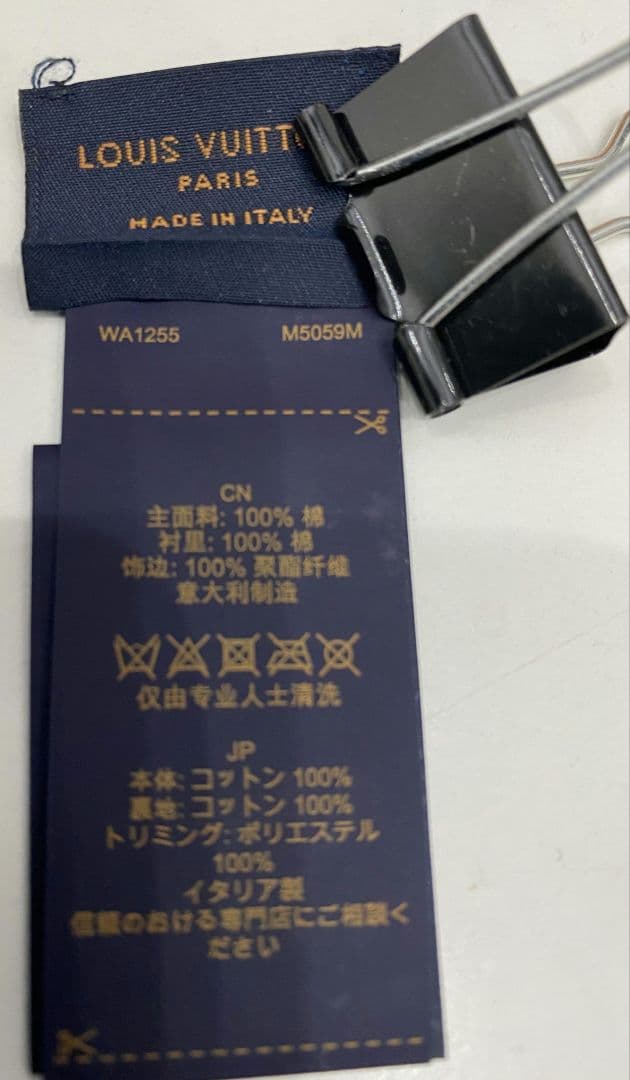 LOUIS VUITT
PARIS
MADE IN ITALY
WA1255 M5059M
CN
主面料: 100% 棉
衬里: 100% 棉
饰边: 100% 聚酯纤维
意大利制造
仅由专业人士清洗
JP
本体: コットン 100%
裏地: コットン 100%
トリミング: ポリエステル
100%
イタリア製
信頼のおける専門店にご相談く
ださい